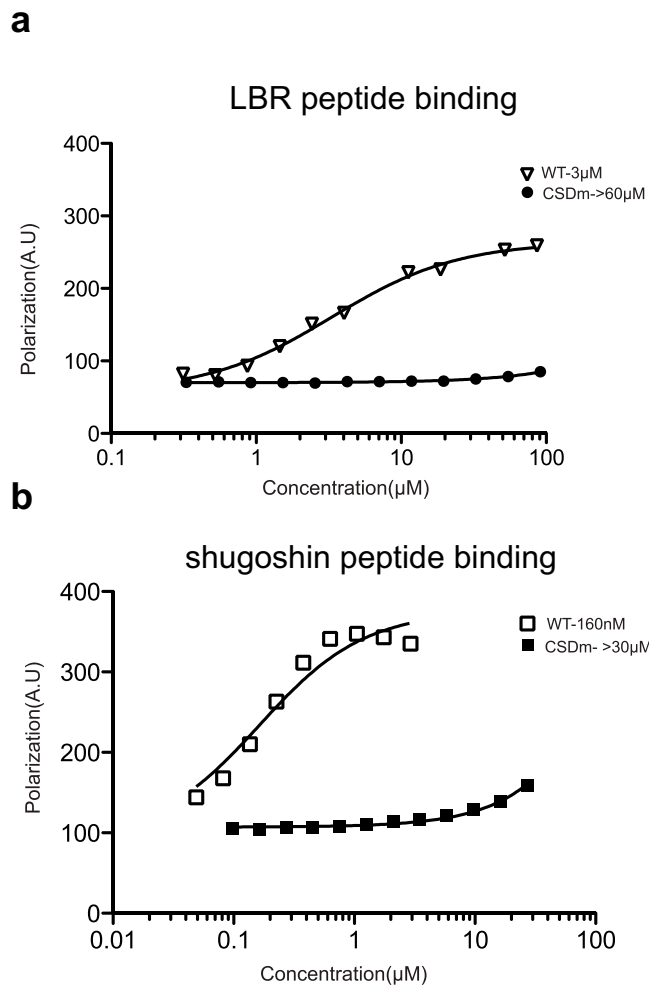 a
LBR peptide binding
400
300
200
100
0
Polarization(A.U)
WT-3µM
CSDm->60µM
0.1 1 10 100
Concentration(µM)
b
shugoshin peptide binding
400
300
200
100
0
Polarization(A.U)
WT-160nM
CSDm- >30µM
0.01 0.1 1 10 100
Concentration(µM)